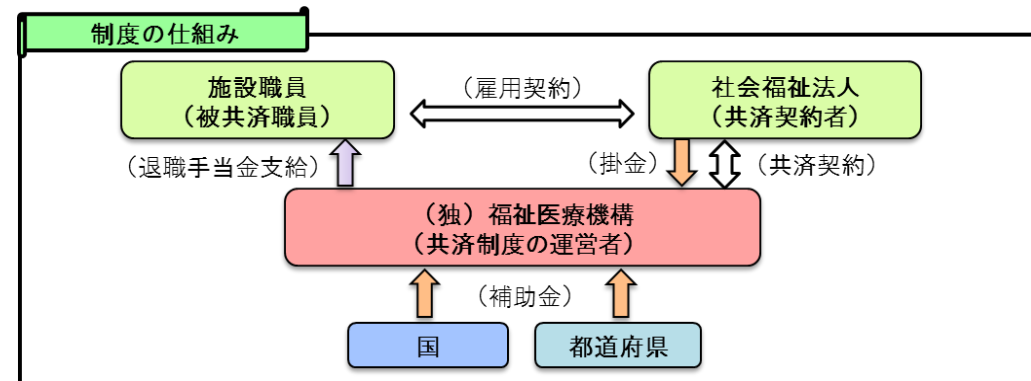 制度の仕組み
施設職員
（被共済職員）
（雇用契約）
社会福祉法人
（共済契約者）
（退職手当金支給）
（掛金）
（共済契約）
（独）福祉医療機構
（共済制度の運営者）
（補助金）
国
都道府県